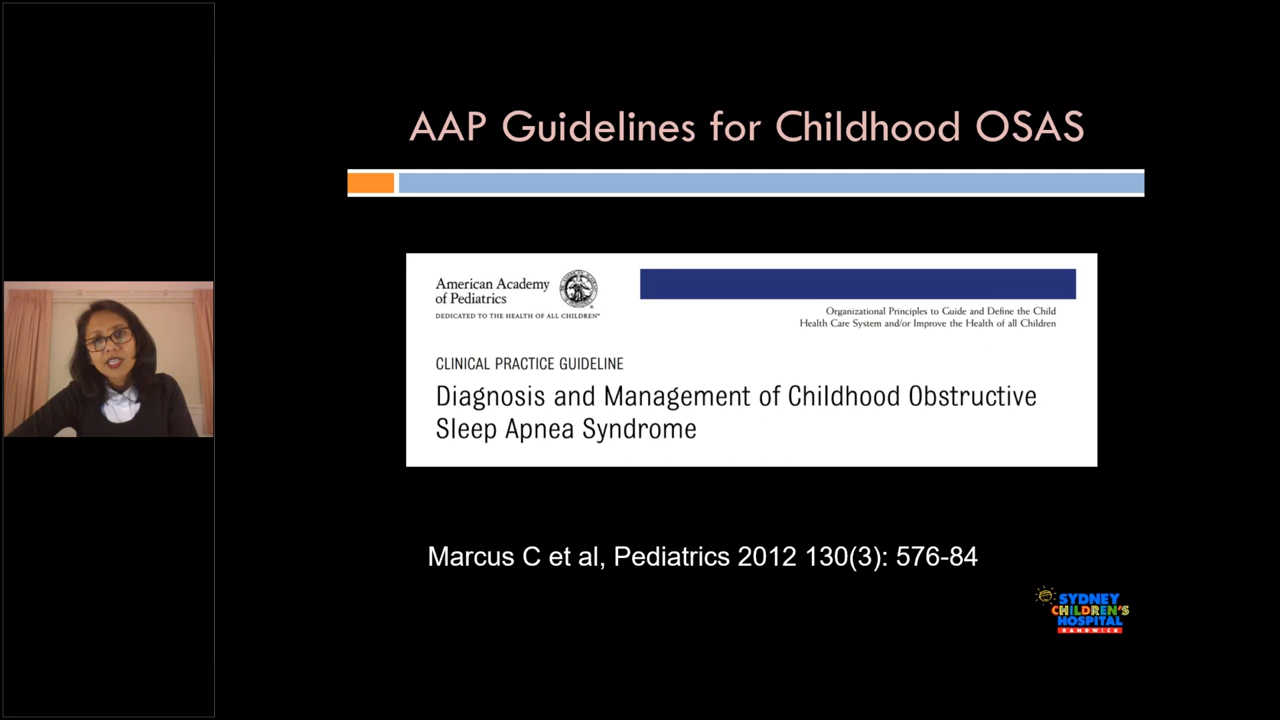 AAP Guidelines for Childhood OSAS
American Academy
of Pediatrics
DEDICATED TO THE HEALTH OF ALL CHILDREN®
Organizational Principles to Guide and Define the Child
Health Care System and/or Improve the Health of all Children
CLINICAL PRACTICE GUIDELINE
Diagnosis and Management of Childhood Obstructive
Sleep Apnea Syndrome
Marcus C et al, Pediatrics 2012 130(3): 576-84
SYDNEY
CHILDREN'S
HOSPITAL
RANDWICK